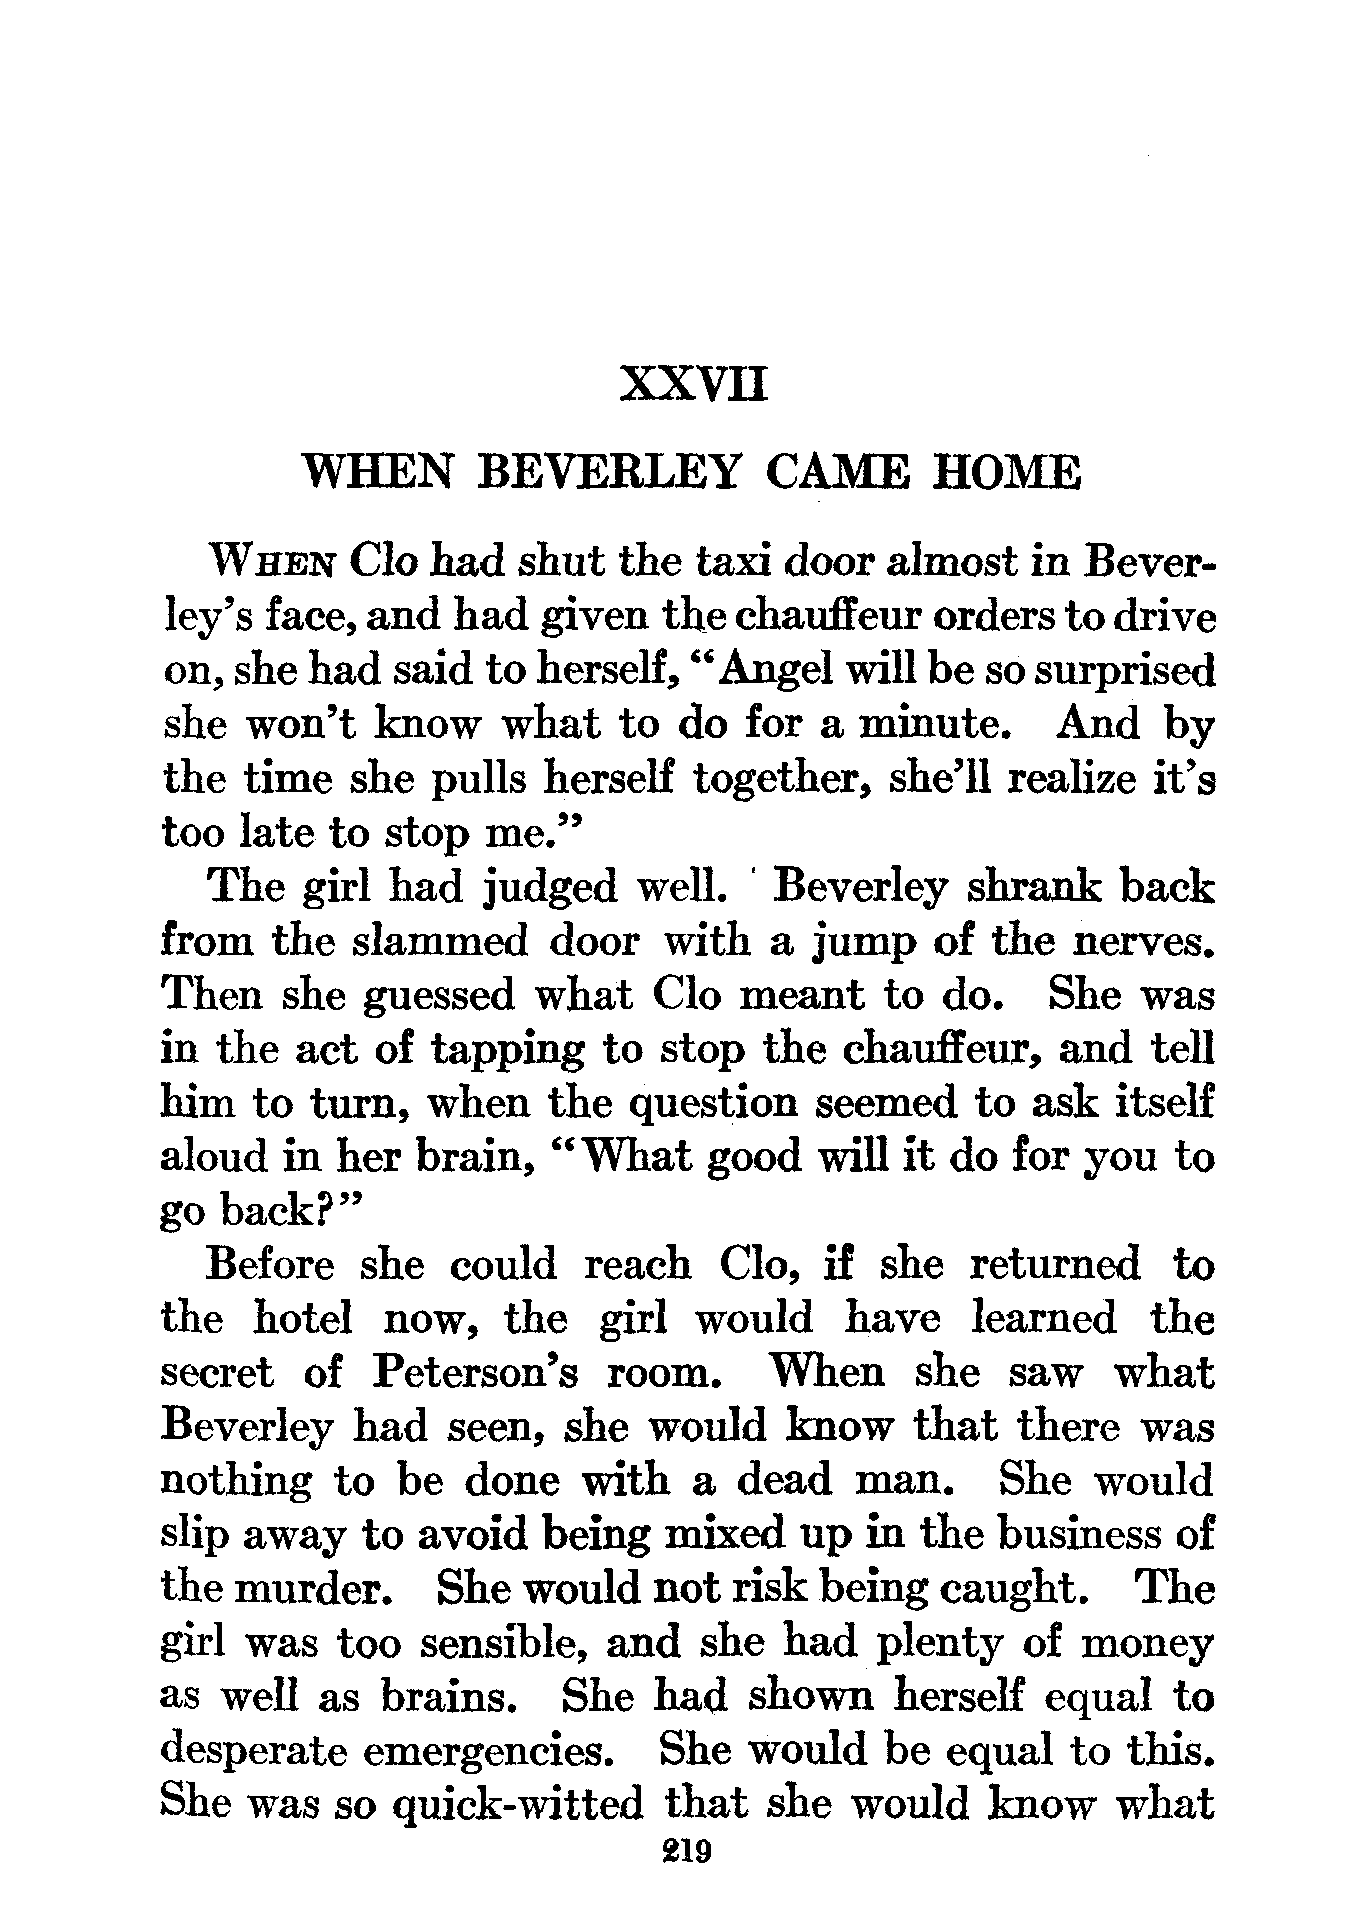 XXVII
WHEN BEVERLEY CAME HOME
WHEN Clo had shut the taxi door almost in Bever-
ley's face, and had given the chauffeur orders to drive
on, she had said to herself, "Angel will be so surprised
she won't know what to do for a minute. And by
the time she pulls herself together, she'll realize it's
too late to stop me."
The girl had judged well. Beverley shrank back
from the slammed door with a jump of the nerves.
Then she guessed what Clo meant to do. She was
in the act of tapping to stop the chauffeur, and tell
him to turn, when the question seemed to ask itself
aloud in her brain, "What good will it do for you to
go back?"
Before she could reach Clo, if she returned to
the hotel now, the girl would have learned the
secret of Peterson's room. When she saw what
Beverley had seen, she would know that there was
nothing to be done with a dead man. She would
slip away to avoid being mixed up in the business of
the murder. She would not risk being caught. The
girl was too sensible, and she had plenty of money
as well as brains. She had shown herself equal to
desperate emergencies. She would be equal to this.
She was so quick-witted that she would know what
219